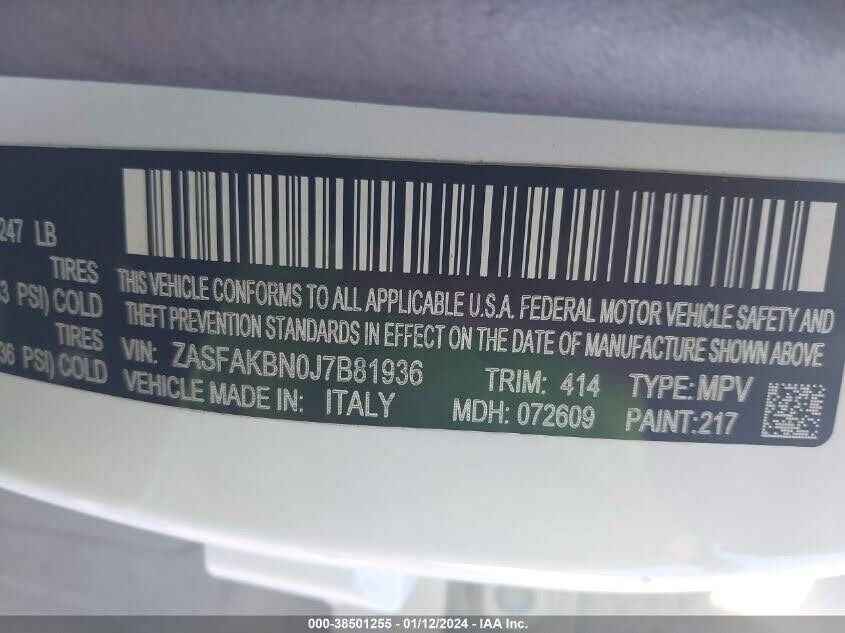 247 LB
TIRES
3 PSI) COLD
TIRES
36 PSI) COLD
THIS VEHICLE CONFORMS TO ALL APPLICABLE U.S.A. FEDERAL MOTOR VEHICLE SAFETY AND
THEFT PREVENTION STANDARDS IN EFFECT ON THE DATE OF MANUFACTURE SHOWN ABOVE
VIN: ZASFAKBN0J7B81936 TRIM: 414 TYPE: MPV
VEHICLE MADE IN: ITALY MDH: 072609 PAINT: 217
000-38501255 - 01/12/2024 - IAA Inc.